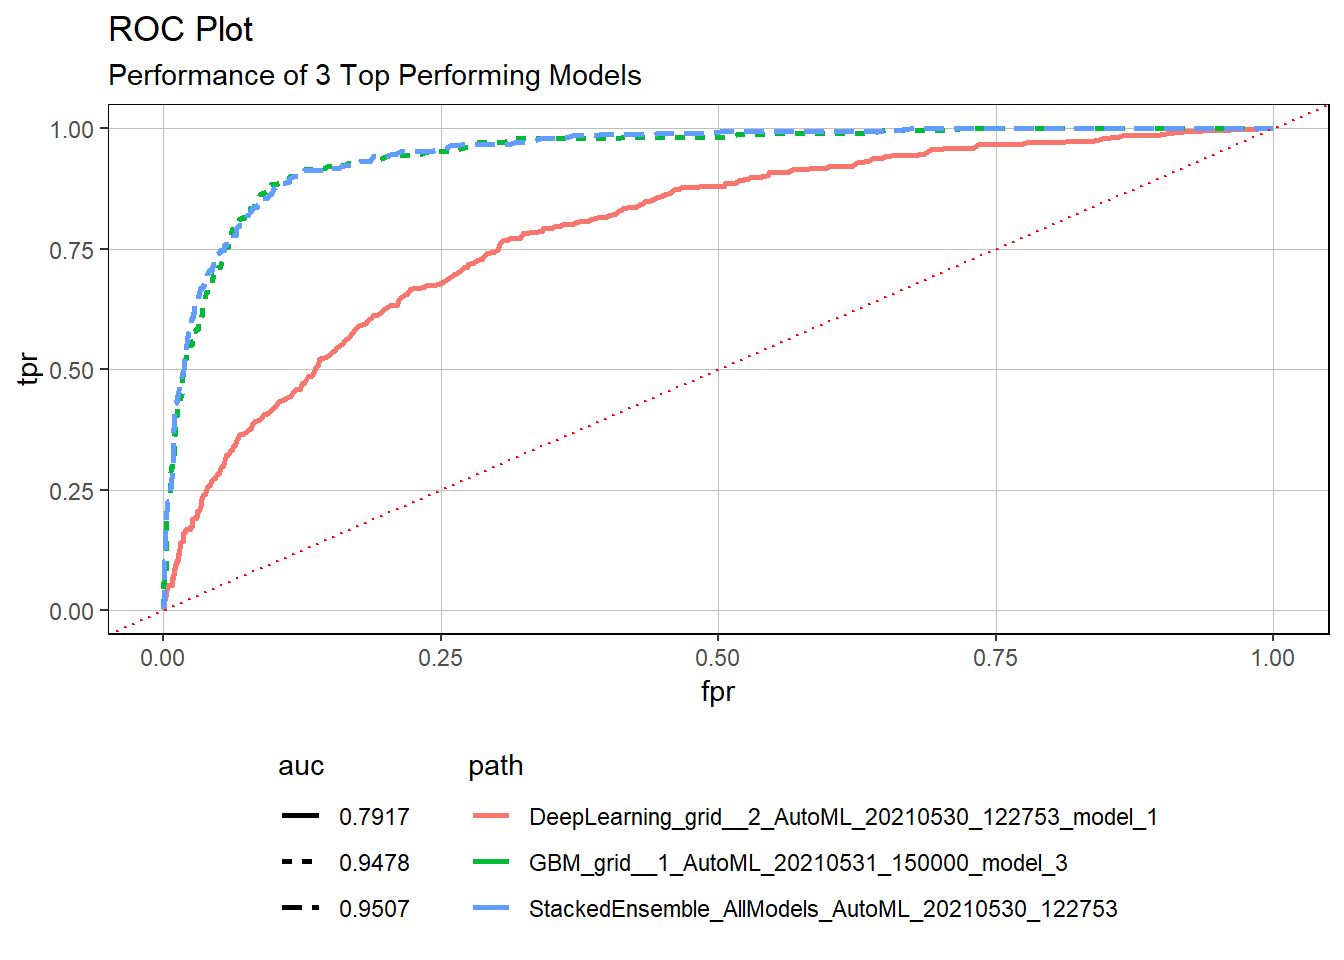 ROC Plot
Performance of 3 Top Performing Models
1.00
0.75
0.50
0.25
0.00
tpr
0.00 0.25 0.50 0.75 1.00
fpr
auc path
0.7917 DeepLearning_grid__2_AutoML_20210530_122753_model_1
0.9478 GBM_grid__1_AutoML_20210531_150000_model_3
0.9507 StackedEnsemble_AllModels_AutoML_20210530_122753